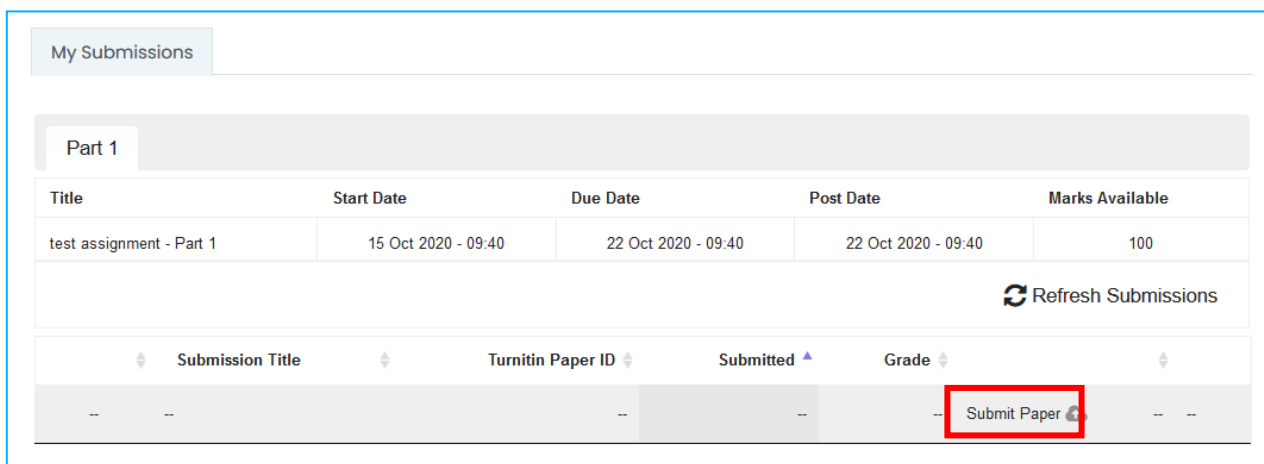 My Submissions
Part 1
Title Start Date Due Date Post Date Marks Available
test assignment - Part 1 15 Oct 2020 - 09:40 22 Oct 2020 - 09:40 22 Oct 2020 - 09:40 100
Refresh Submissions
Submission Title Turnitin Paper ID Submitted Grade
-- -- -- -- -- Submit Paper -- --